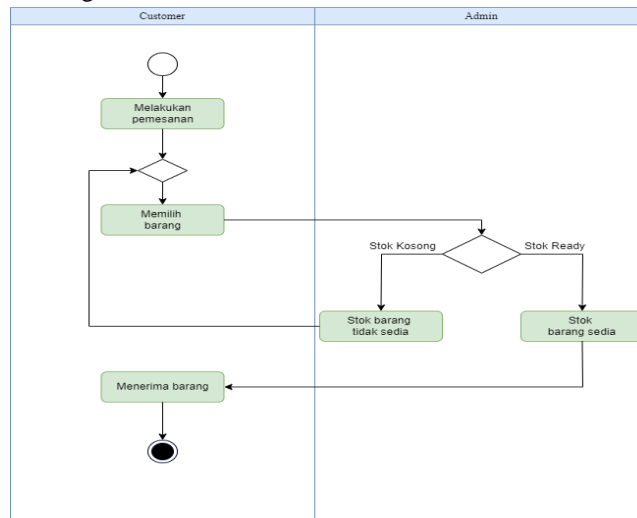 Customer
Admin
Melakukan
pemesanan
Memilih
barang
Stok Kosong
Stok Ready
Stok barang
tidak sedia
Stok
barang sedia
Menerima barang